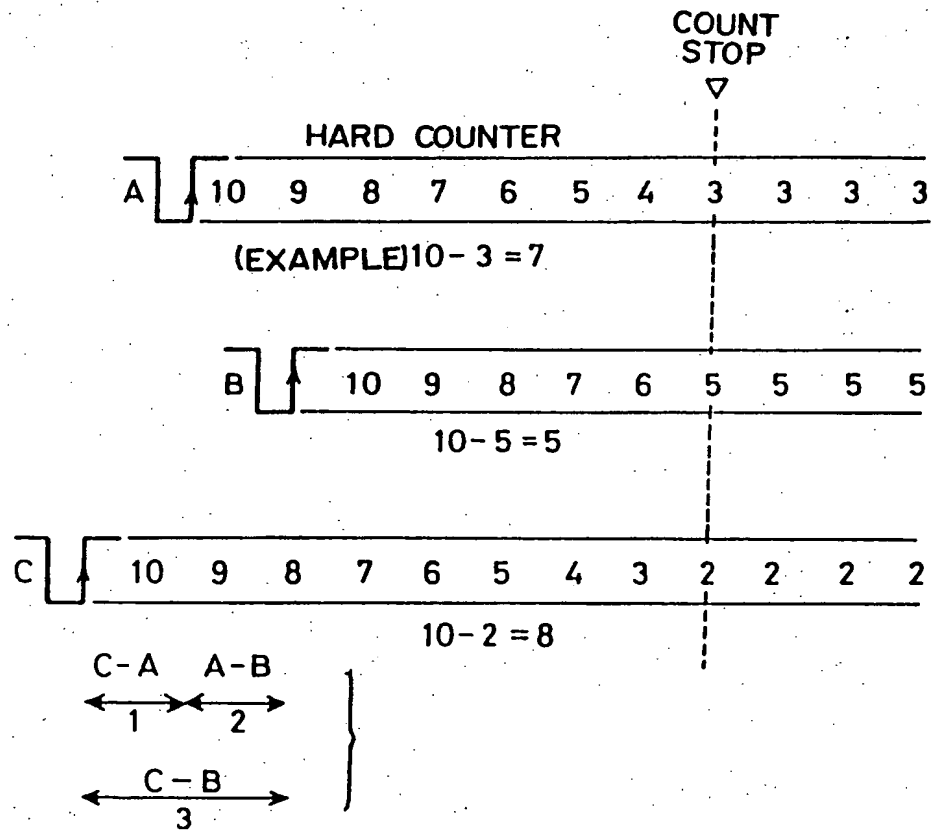 COUNT
STOP
HARD COUNTER
A 10 9 8 7 6 5 4 3 3 3 3
(EXAMPLE) 10-3=7
B 10 9 8 7 6 5 5 5 5
10-5=5
C 10 9 8 7 6 5 4 3 2 2 2 2
10-2=8
C-A A-B
1 2
C-B
3